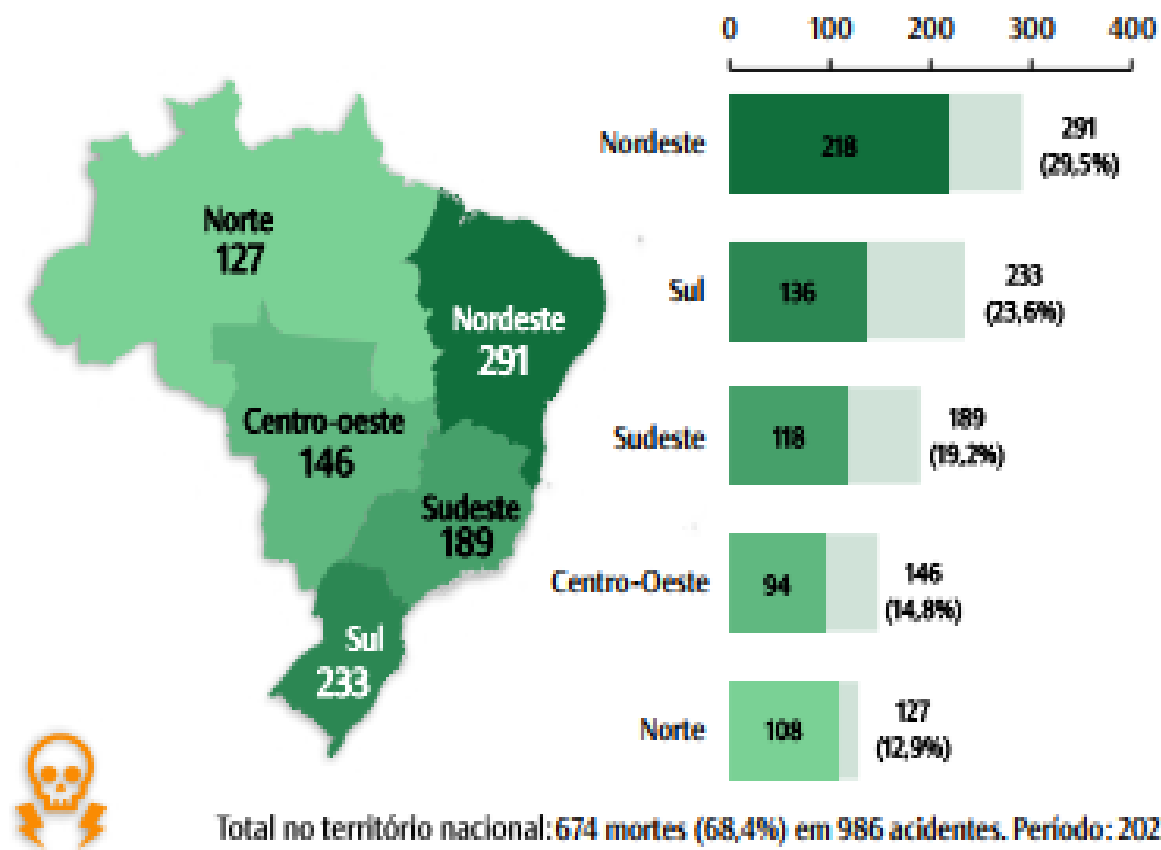 0 100 200 300 400
Norte
127
Nordeste
291
Centro-oeste
146
Sudeste
189
Sul
233
Nordeste 218 291
(29,5%)
Sul 136 233
(23,6%)
Sudeste 118 189
(19,2%)
Centro-Oeste 94 146
(14,8%)
Norte 108 127
(12,9%)
Total no território nacional: 674 mortes (68,4%) em 986 acidentes. Período: 202